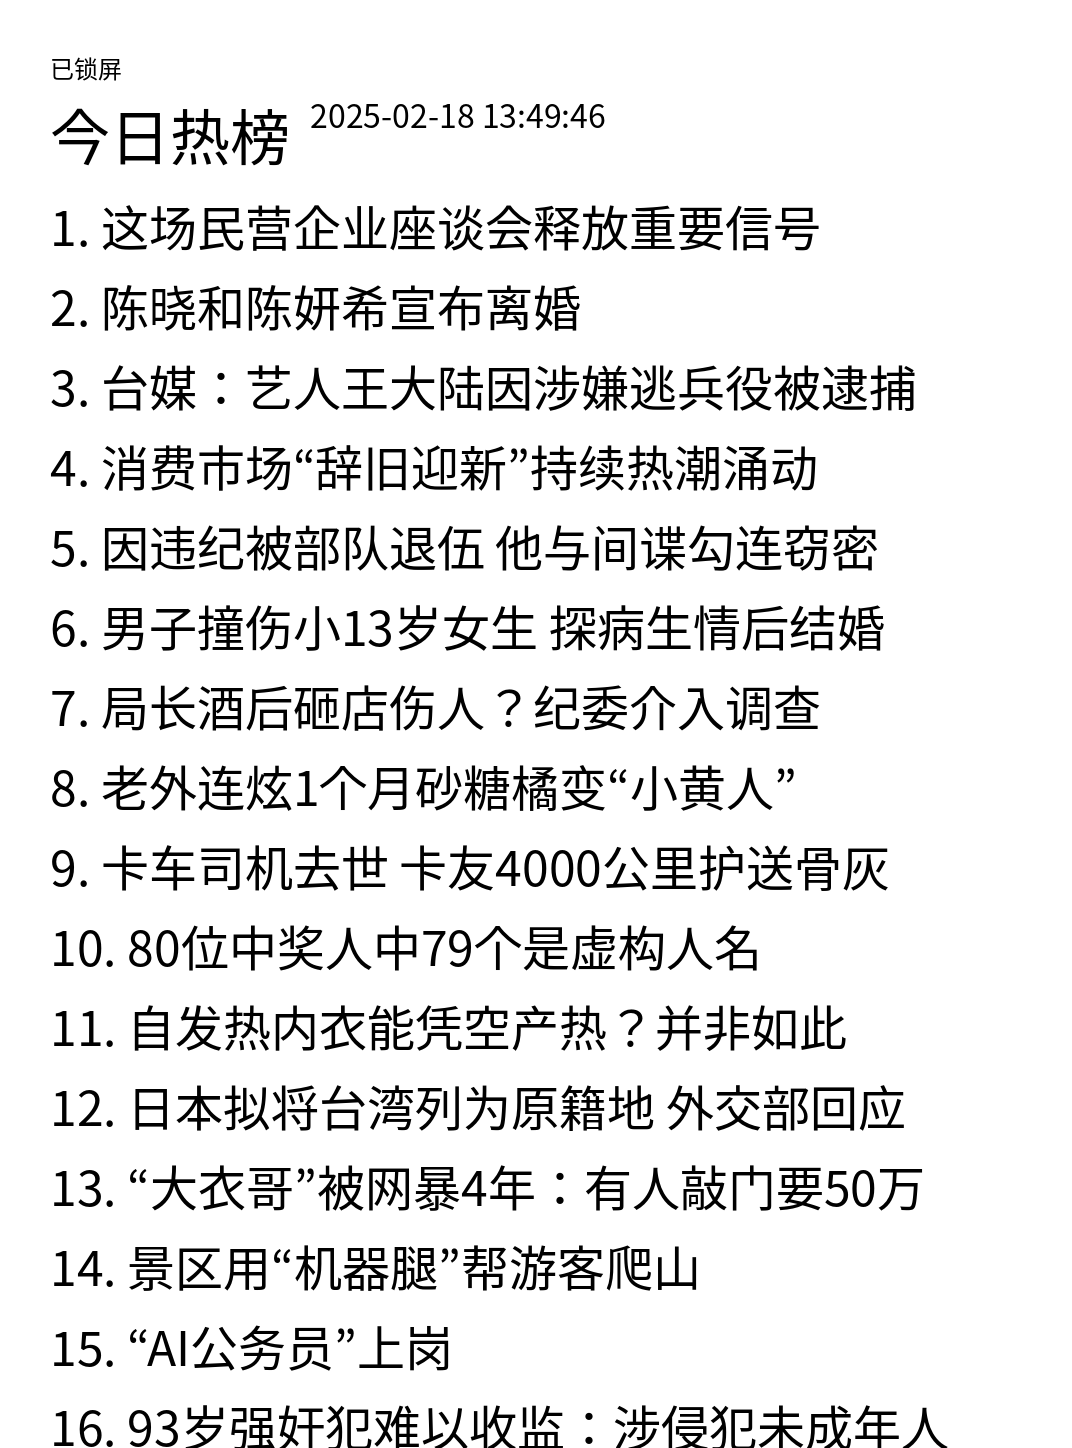 已锁屏
今日热榜 2025-02-18 13:49:46
1. 这场民营企业座谈会释放重要信号
2. 陈晓和陈妍希宣布离婚
3. 台媒：艺人王大陆因涉嫌逃兵役被逮捕
4. 消费市场“辞旧迎新”持续热潮涌动
5. 因违纪被部队退伍 他与间谍勾连窃密
6. 男子撞伤小13岁女生 探病生情后结婚
7. 局长酒后砸店伤人？纪委介入调查
8. 老外连炫1个月砂糖橘变“小黄人”
9. 卡车司机去世 卡友4000公里护送骨灰
10. 80位中奖人中79个是虚构人名
11. 自发热内衣能凭空产热？并非如此
12. 日本拟将台湾列为原籍地 外交部回应
13. “大衣哥”被网暴4年：有人敲门要50万
14. 景区用“机器腿”帮游客爬山
15. “AI公务员”上岗
16. 93岁强奸犯难以收监：涉侵犯未成年人